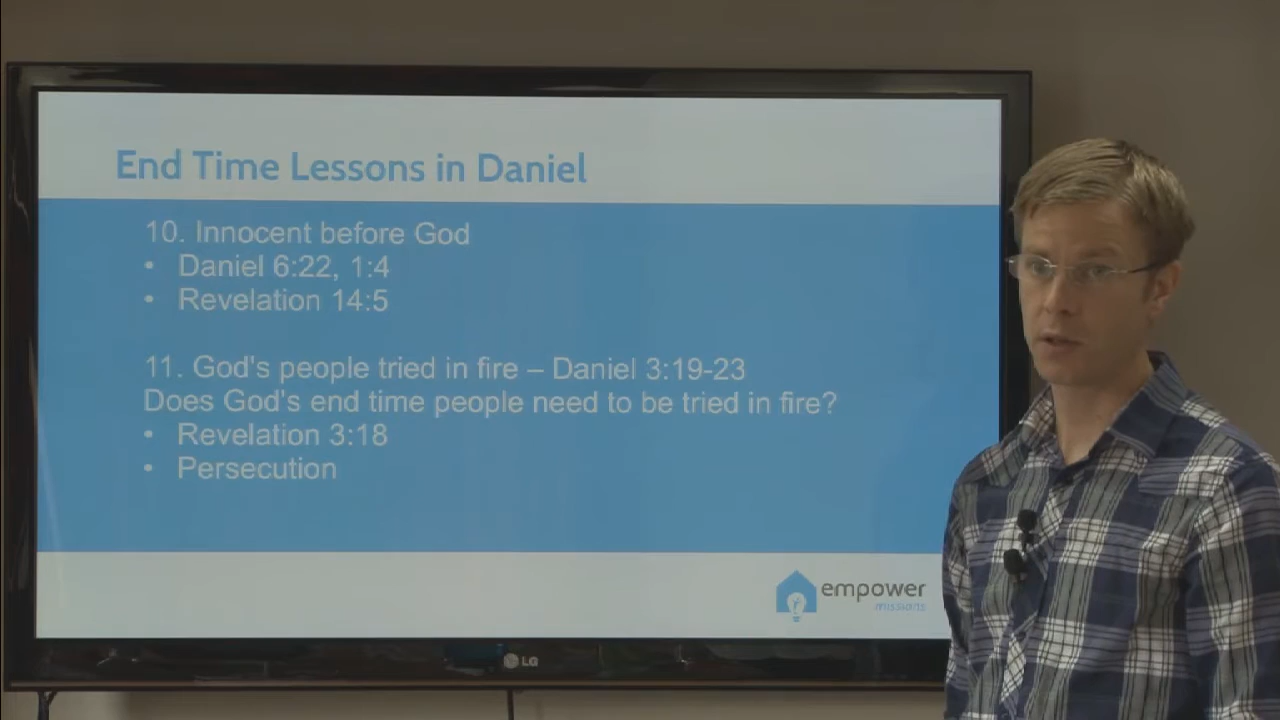 End Time Lessons in Daniel
10. Innocent before God
• Daniel 6:22, 1:4
• Revelation 14:5
11. God's people tried in fire – Daniel 3:19-23
Does God's end time people need to be tried in fire?
• Revelation 3:18
• Persecution
empower
missions
LG